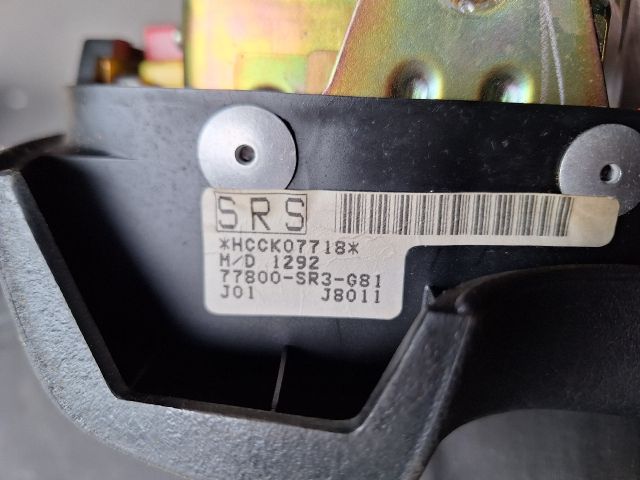 SRS
*HCCK07718*
M/D 1292
77800-SR3-G81
J01 J8011